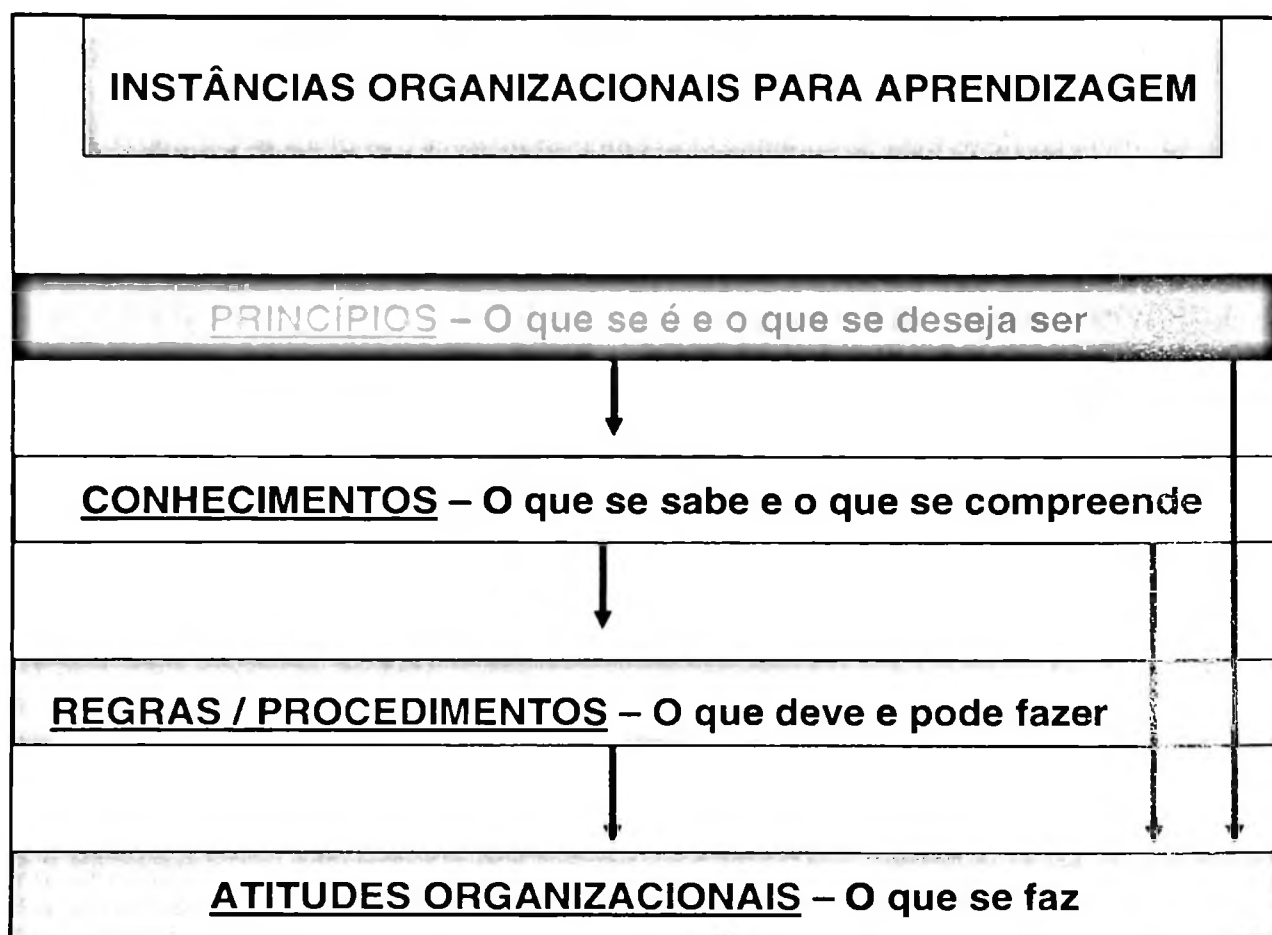 INSTÂNCIAS ORGANIZACIONAIS PARA APRENDIZAGEM
PRINCÍPIOS – O que se é e o que se deseja ser
CONHECIMENTOS – O que se sabe e o que se compreende
REGRAS / PROCEDIMENTOS – O que deve e pode fazer
ATITUDES ORGANIZACIONAIS – O que se faz